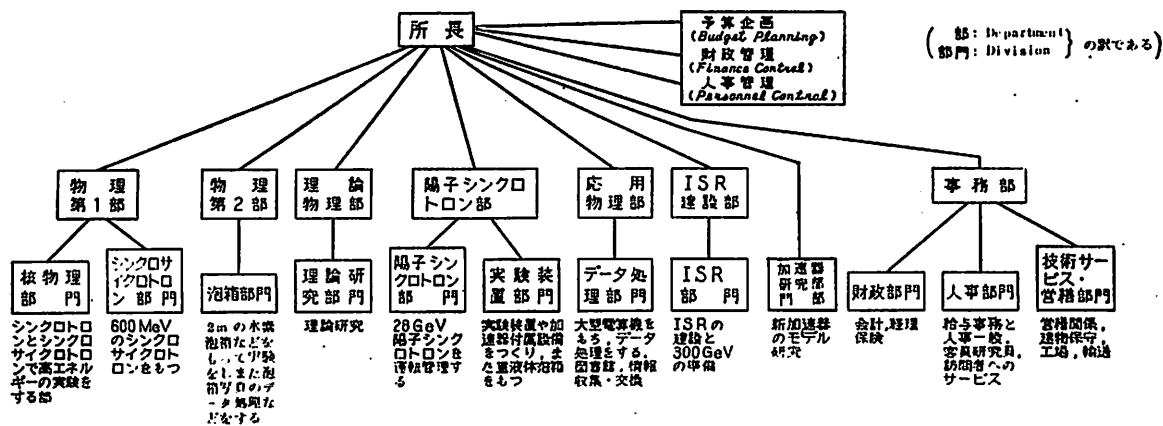 所長
予算企画
(Budget Planning)
財政管理
(Finance Control)
人事管理
(Personnel Control)
部: Department
部門: Division
の訳である
物理
第1部
物理
第2部
理論
物理部
陽子シンクロ
トロン部
応用
物理部
ISR
建設部
事務部
核物理
部門
シンクロサ
イクロトロ
ン部門
泡箱部門
理論研
究部門
陽子シン
クロトロン
部門
実験装
置部門
データ処
理部門
ISR
部門
加速器
研究部
門
財政部門
人事部門
技術サー
ビス・
営繕部門
シンクロトロ
ンとシンクロ
サイクロトロ
ンで高エネル
ギーの実験を
する部
600MeV
のシンクロ
サイクロト
ロンをもつ
2mの水素
泡箱などを
もって実験
をしまた泡
箱写真のデ
ータ処理な
どをする
理論研究
28GeV
陽子シンク
ロトロンを
運転管理す
る
実験装置や加
速器付属設備
をつくり，ま
た重液体泡箱
をもつ
大型電算機を
もち，データ
処理をする，
図書館，情報
収集・交換
ISRの
建設と
300GeV
の準備
新加速器
のモデル
研究
会計，経理
保険
給与事務と
人事一般，
客員研究員，
訪問者への
サービス
営繕関係，
建物保守，
工場，輸送